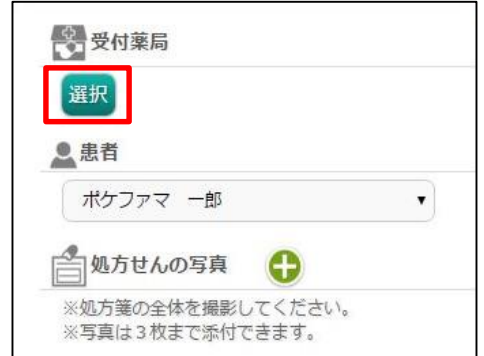 受付薬局
選択
患者
ポケファマ　一郎
処方せんの写真
※処方箋の全体を撮影してください。
※写真は３枚まで添付できます。